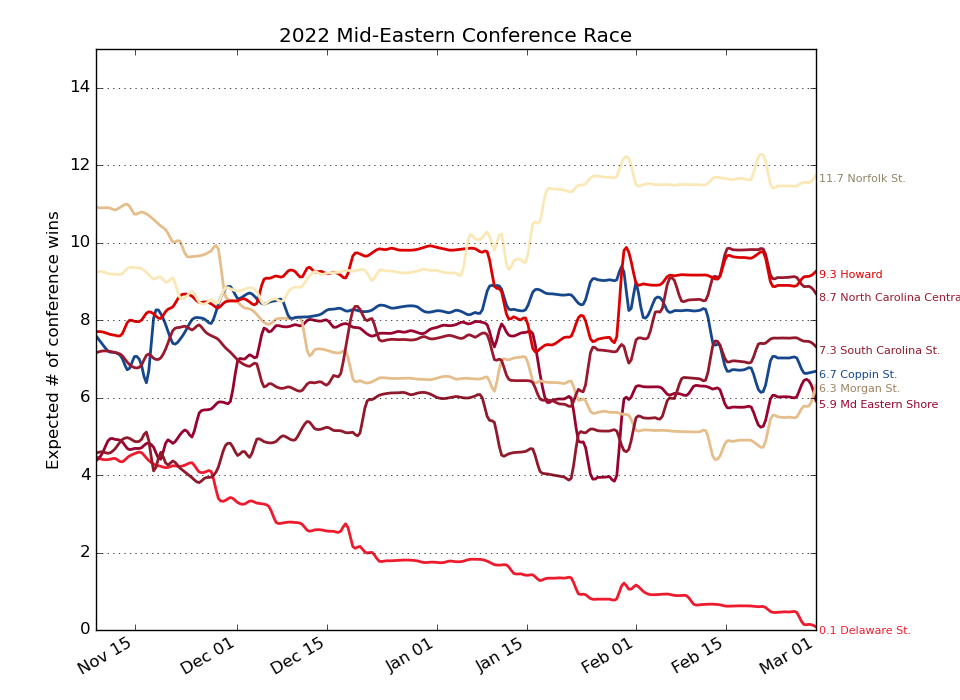 2022 Mid-Eastern Conference Race
Expected # of conference wins
14
12
10
8
6
4
2
0
11.7 Norfolk St.
9.3 Howard
8.7 North Carolina Centra
7.3 South Carolina St.
6.7 Coppin St.
6.3 Morgan St.
5.9 Md Eastern Shore
0.1 Delaware St.
Nov 15
Dec 01
Dec 15
Jan 01
Jan 15
Feb 01
Feb 15
Mar 01